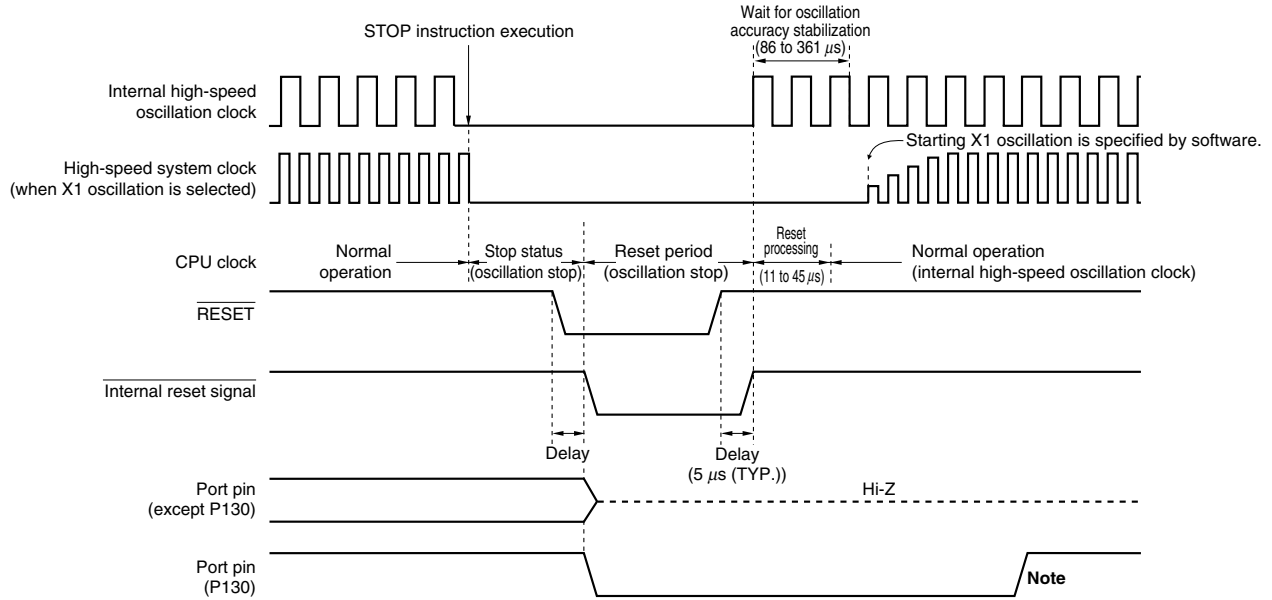 Wait for oscillation
accuracy stabilization
(86 to 361 μs)
STOP instruction execution
Internal high-speed
oscillation clock
Starting X1 oscillation is specified by software.
High-speed system clock
(when X1 oscillation is selected)
CPU clock
Normal
operation
Stop status
(oscillation stop)
Reset period
(oscillation stop)
Reset
processing
(11 to 45 μs)
Normal operation
(internal high-speed oscillation clock)
RESET
Internal reset signal
Delay
Delay
(5 μs (TYP.))
Port pin
(except P130)
Hi-Z
Port pin
(P130)
Note